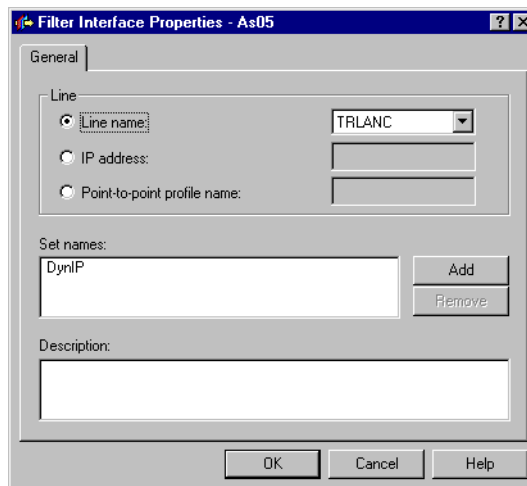 Filter Interface Properties - As05
General
Line
Line name: TRLANC
IP address:
Point-to-point profile name:
Set names:
DynIP
Add
Remove
Description:
OK Cancel Help